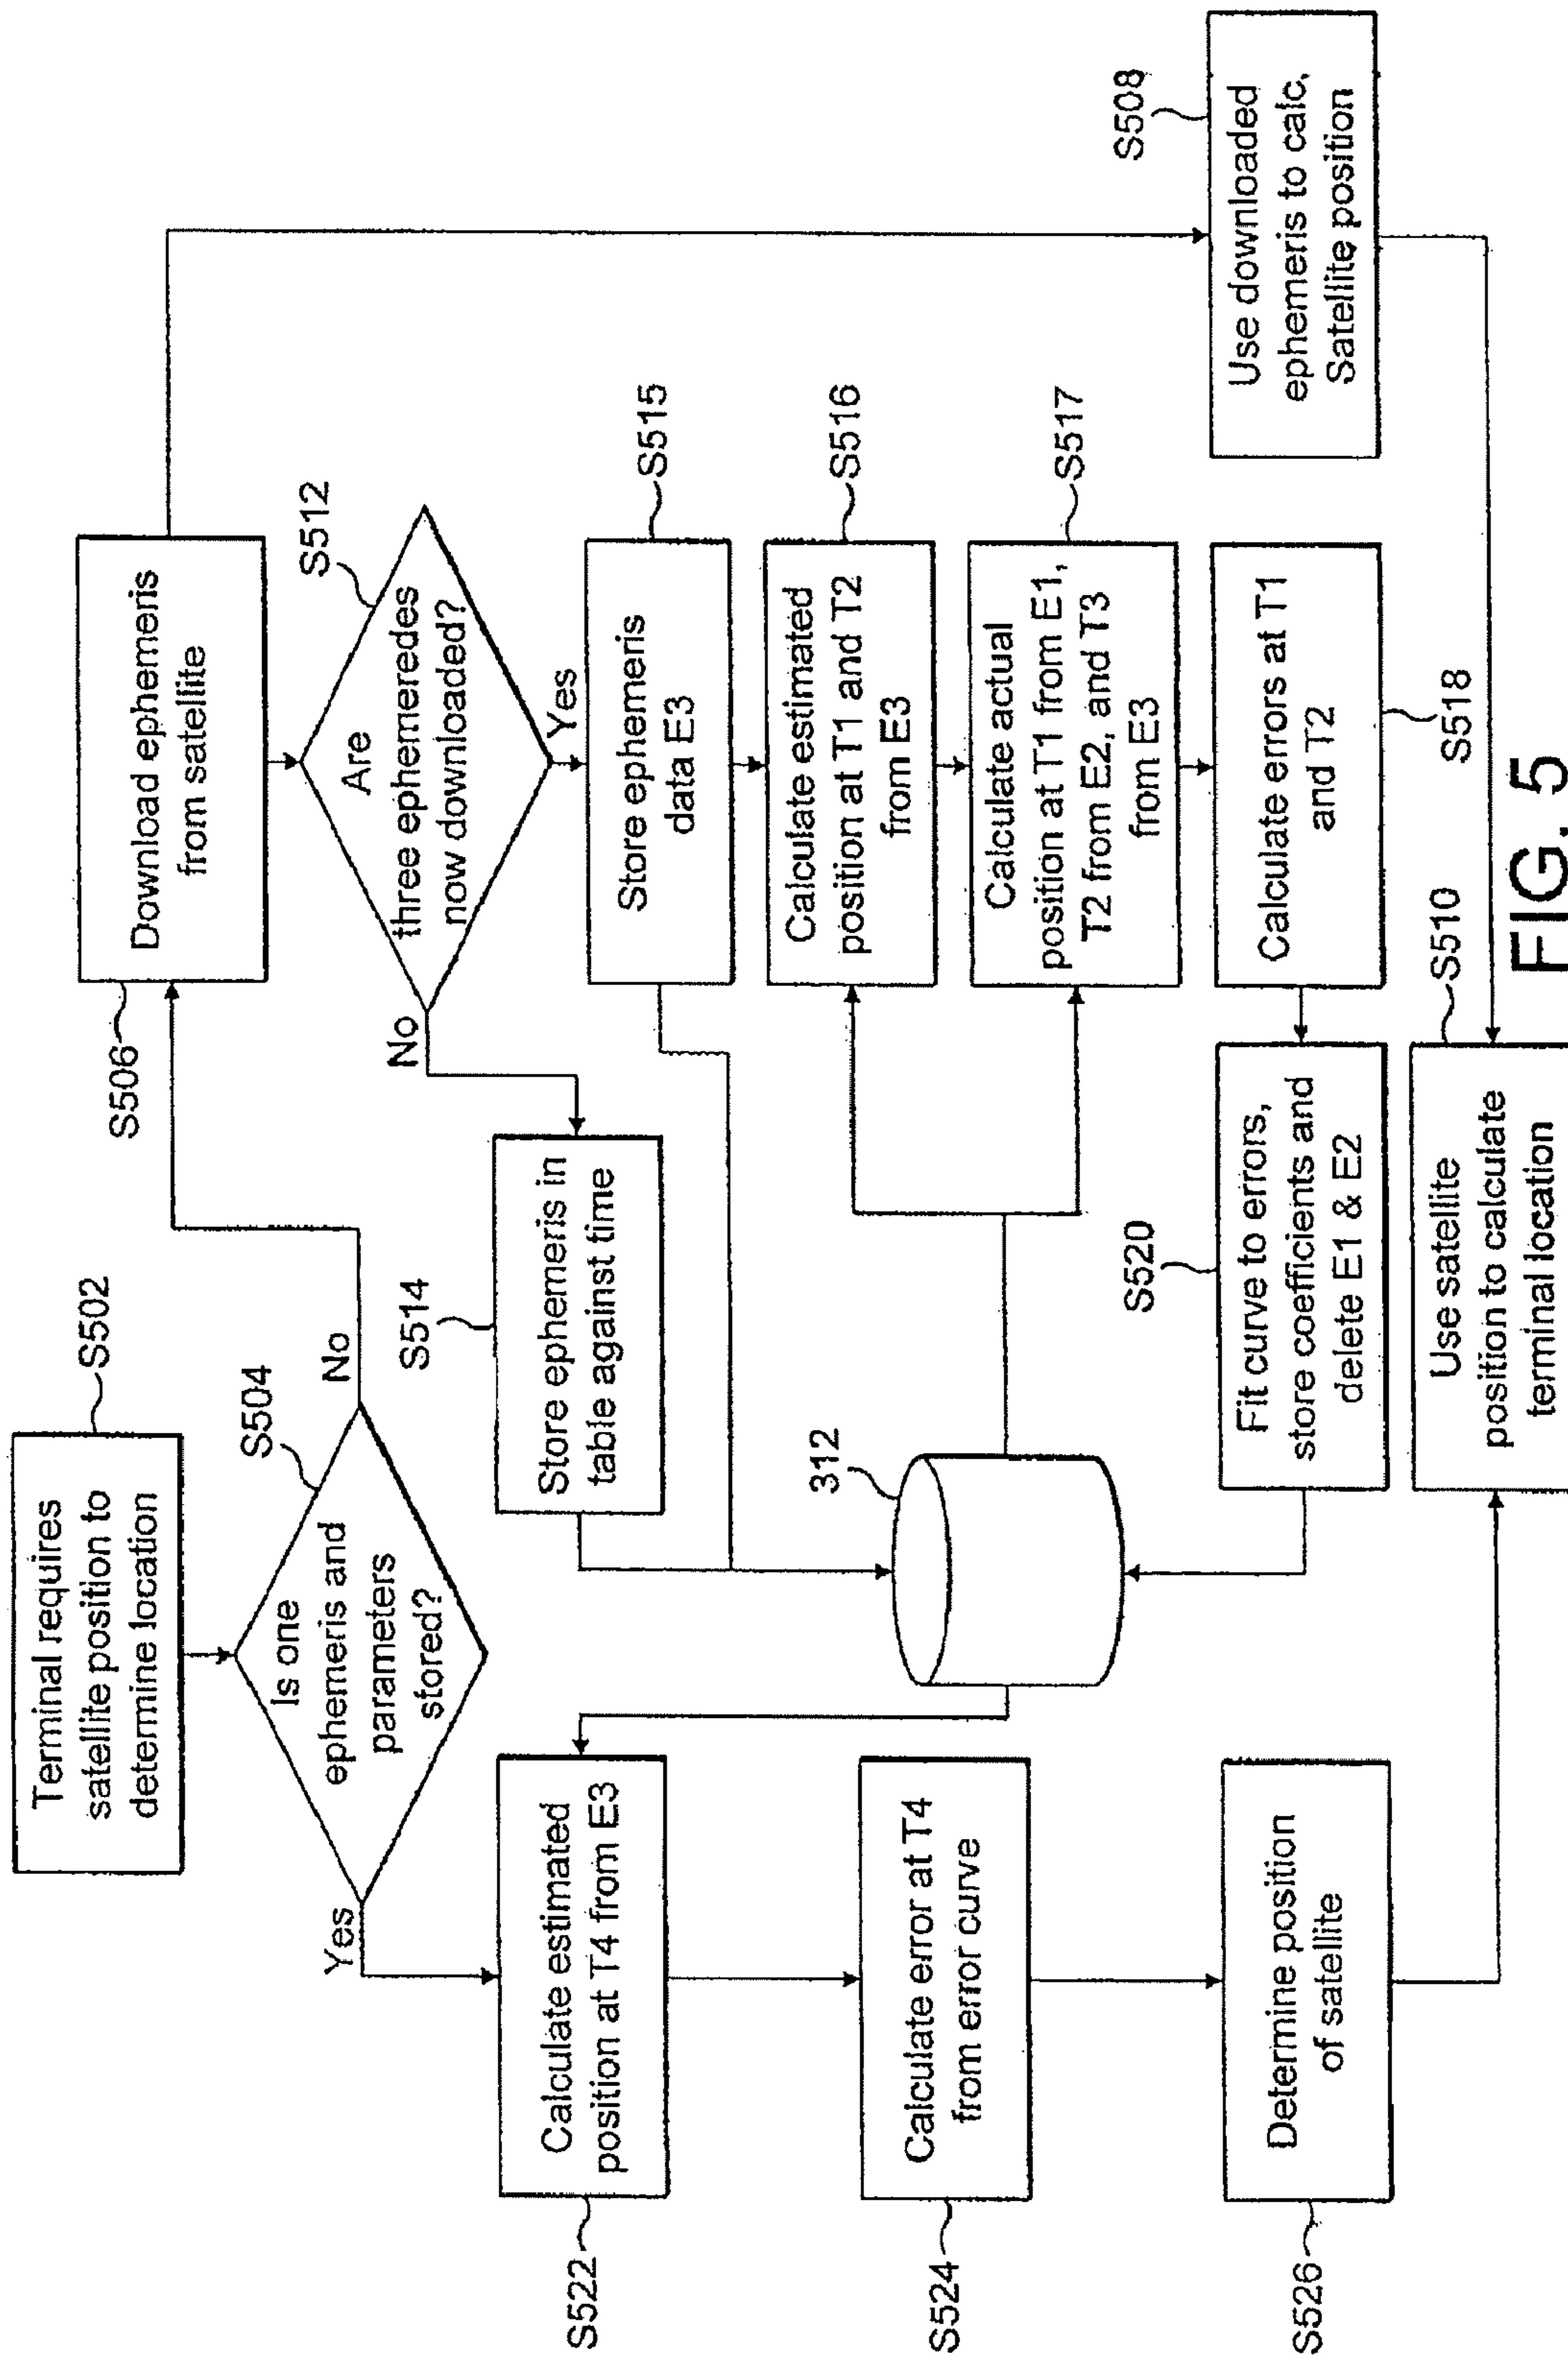 Terminal requires
satellite position to
determine location
S502
Is one
ephemeris and
parameters
stored?
S504
Yes
No
S506
Download ephemeris
from satellite
Are
three ephemeredes
now downloaded?
S512
No
Yes
S514
Store ephemeris in
table against time
Store ephemeris
data E3
S515
Calculate estimated
position at T1 and T2
from E3
S516
Calculate actual
position at T1 from E1,
T2 from E2, and T3
from E3
S517
Calculate errors at T1
and T2
S518
S520
Fit curve to errors,
store coefficients and
delete E1 & E2
312
S522
Calculate estimated
position at T4 from E3
S524
Calculate error at T4
from error curve
S526
Determine position
of satellite
S508
Use downloaded
ephemeris to calc,
Satellite position
S510
Use satellite
position to calculate
terminal location
FIG. 5